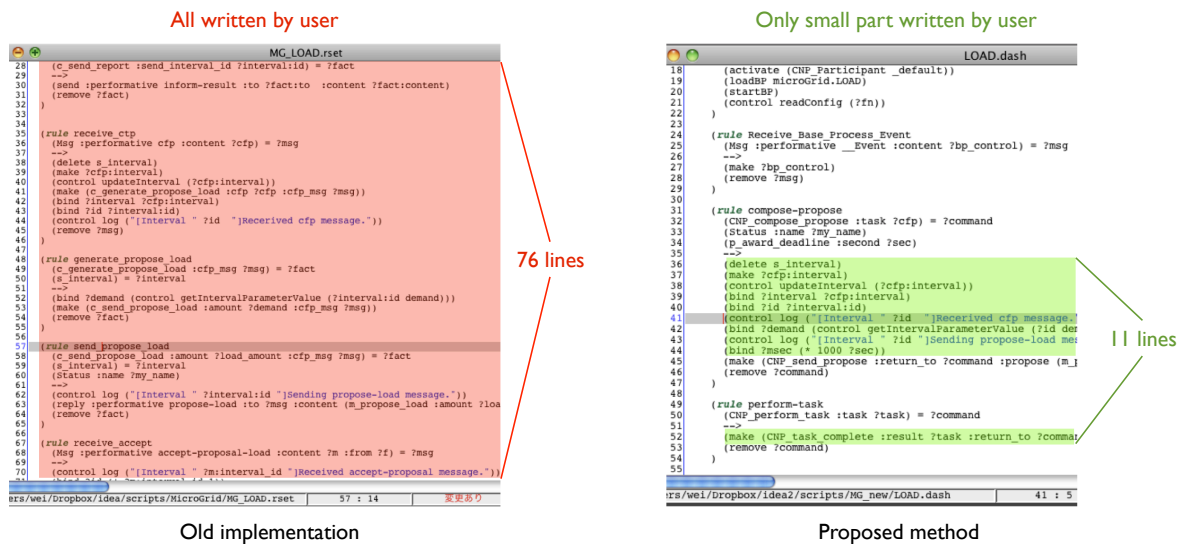 All written by user
Only small part written by user
MG_LOAD.rset
28 (c_send_report :send_interval_id ?interval:id) = ?fact
29 -->
30 (send :performative inform-result :to ?fact:to :content ?fact:content)
31 (remove ?fact)
32 )
33
34
35 (rule receive_ctp
36 (Msg :performative cfp :content ?cfp) = ?msg
37 -->
38 (delete s_interval)
39 (make ?cfp:interval)
40 (control updateInterval (?cfp:interval))
41 (make (c_generate_propose_load :cfp ?cfp :cfp_msg ?msg))
42 (bind ?interval ?cfp:interval)
43 (bind ?id ?interval:id)
44 (control log ("[Interval " ?id "]Recerived cfp message."))
45 (remove ?msg)
46 )
47
48 (rule generate_propose_load
49 (c_generate_propose_load :cfp_msg ?msg) = ?fact
50 (s_interval) = ?interval
51 -->
52 (bind ?demand (control getIntervalParameterValue (?interval:id demand)))
53 (make (c_send_propose_load :amount ?demand :cfp_msg ?msg))
54 (remove ?fact)
55 )
56
57 (rule send_propose_load
58 (c_send_propose_load :amount ?load_amount :cfp_msg ?msg) = ?fact
59 (s_interval) = ?interval
60 (Status :name ?my_name)
61 -->
62 (control log ("[Interval " ?interval:id "]Sending propose-load message."))
63 (reply :performative propose-load :to ?msg :content (m_propose_load :amount ?loa
64 (remove ?fact)
65 )
66
67 (rule receive_accept
68 (Msg :performative accept-proposal-load :content ?m :from ?f) = ?msg
69 -->
70 (control log ("[Interval " ?m:interval_id "]Received accept-proposal message."))
ers/wei/Dropbox/idea/scripts/MicroGrid/MG_LOAD.rset 57 : 14 変更あり
76 lines
Old implementation
LOAD.dash
18 (activate (CNP_Participant _default))
19 (loadBP microGrid.LOAD)
20 (startBP)
21 (control readConfig (?fn))
22 )
23
24 (rule Receive_Base_Process_Event
25 (Msg :performative __Event :content ?bp_control) = ?msg
26 -->
27 (make ?bp_control)
28 (remove ?msg)
29 )
30
31 (rule compose-propose
32 (CNP_compose_propose :task ?cfp) = ?command
33 (Status :name ?my_name)
34 (p_award_deadline :second ?sec)
35 -->
36 (delete s_interval)
37 (make ?cfp:interval)
38 (control updateInterval (?cfp:interval))
39 (bind ?interval ?cfp:interval)
40 (bind ?id ?interval:id)
41 (control log ("[Interval " ?id "]Recerived cfp message."
42 (bind ?demand (control getIntervalParameterValue (?id dem
43 (control log ("[Interval " ?id "]Sending propose-load mes
44 (bind ?msec (* 1000 ?sec))
45 (make (CNP_send_propose :return_to ?command :propose (m_p
46 (remove ?command)
47 )
48
49 (rule perform-task
50 (CNP_perform_task :task ?task) = ?command
51 -->
52 (make (CNP_task_complete :result ?task :return_to ?comman
53 (remove ?command)
54 )
55
rs/wei/Dropbox/idea2/scripts/MG_new/LOAD.dash 41 : 5
11 lines
Proposed method